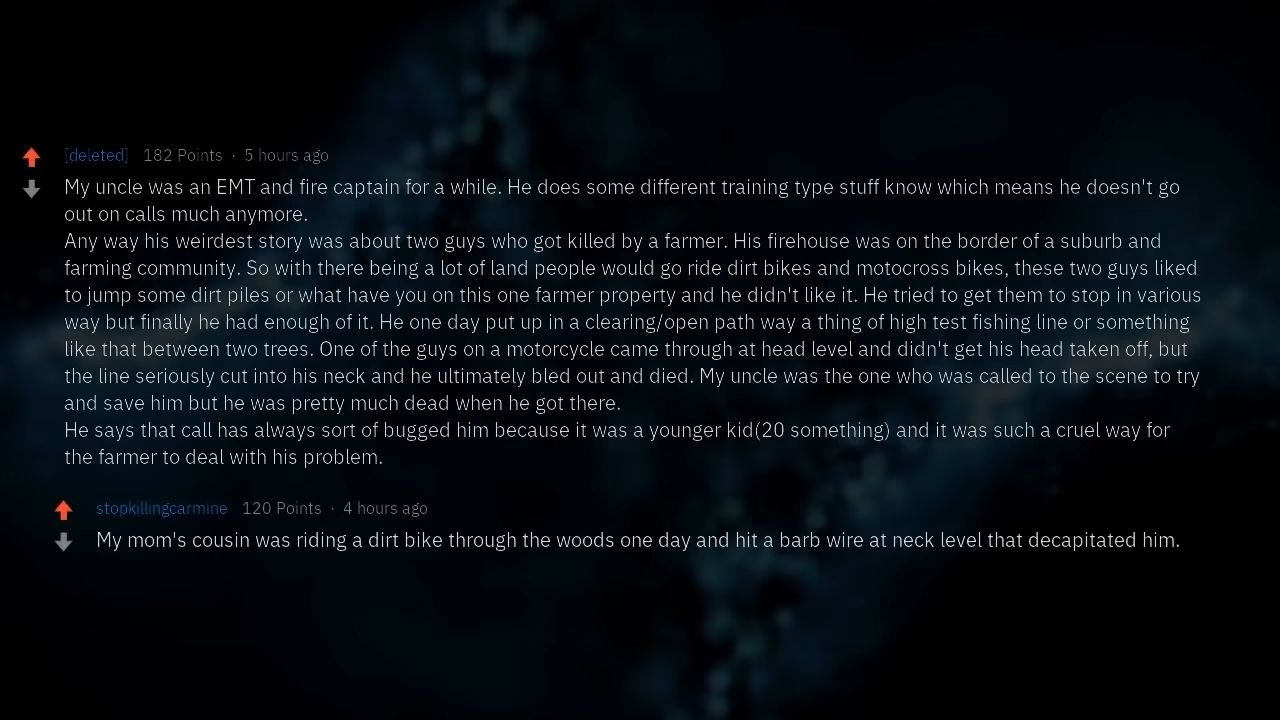 [deleted] 182 Points · 5 hours ago
My uncle was an EMT and fire captain for a while. He does some different training type stuff know which means he doesn't go
out on calls much anymore.
Any way his weirdest story was about two guys who got killed by a farmer. His firehouse was on the border of a suburb and
farming community. So with there being a lot of land people would go ride dirt bikes and motocross bikes, these two guys liked
to jump some dirt piles or what have you on this one farmer property and he didn't like it. He tried to get them to stop in various
way but finally he had enough of it. He one day put up in a clearing/open path way a thing of high test fishing line or something
like that between two trees. One of the guys on a motorcycle came through at head level and didn't get his head taken off, but
the line seriously cut into his neck and he ultimately bled out and died. My uncle was the one who was called to the scene to try
and save him but he was pretty much dead when he got there.
He says that call has always sort of bugged him because it was a younger kid(20 something) and it was such a cruel way for
the farmer to deal with his problem.
stopkillingcarmine 120 Points · 4 hours ago
My mom's cousin was riding a dirt bike through the woods one day and hit a barb wire at neck level that decapitated him.